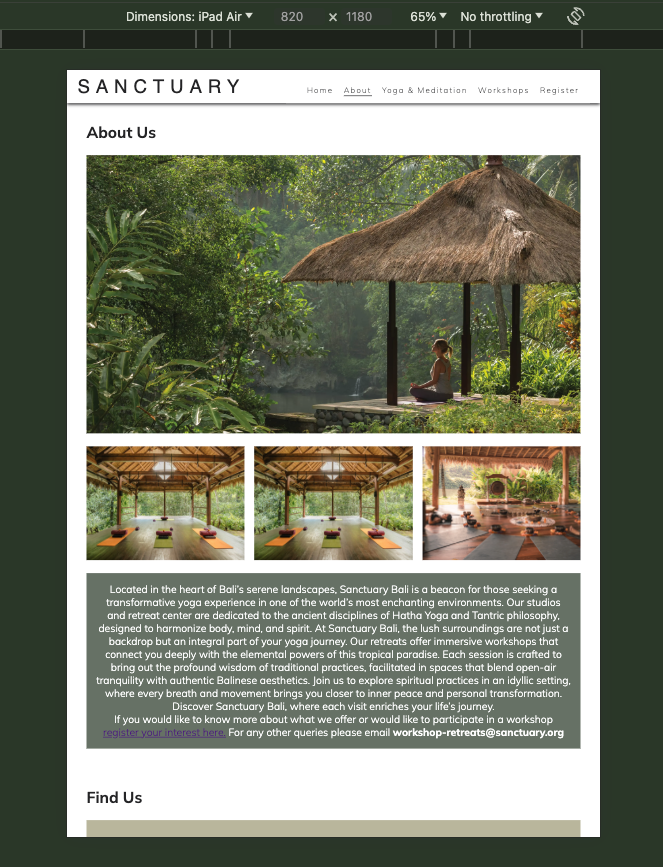 Dimensions: iPad Air ▼ 820 × 1180 65% ▼ No throttling ▼
SANCTUARY
Home About Yoga & Meditation Workshops Register
About Us
Located in the heart of Bali's serene landscapes, Sanctuary Bali is a beacon for those seeking a
transformative yoga experience in one of the world's most enchanting environments. Our studios
and retreat center are dedicated to the ancient disciplines of Hatha Yoga and Tantric philosophy,
designed to harmonize body, mind, and spirit. At Sanctuary Bali, the lush surroundings are not just a
backdrop but an integral part of your yoga journey. Our retreats offer immersive workshops that
connect you deeply with the elemental powers of this tropical paradise. Each session is crafted to
bring out the profound wisdom of traditional practices, facilitated in spaces that blend open-air
tranquility with authentic Balinese aesthetics. Join us to explore spiritual practices in an idyllic setting,
where every breath and movement brings you closer to inner peace and personal transformation.
Discover Sanctuary Bali, where each visit enriches your life's journey.
If you would like to know more about what we offer or would like to participate in a workshop
register your interest here. For any other queries please email workshop-retreats@sanctuary.org
Find Us